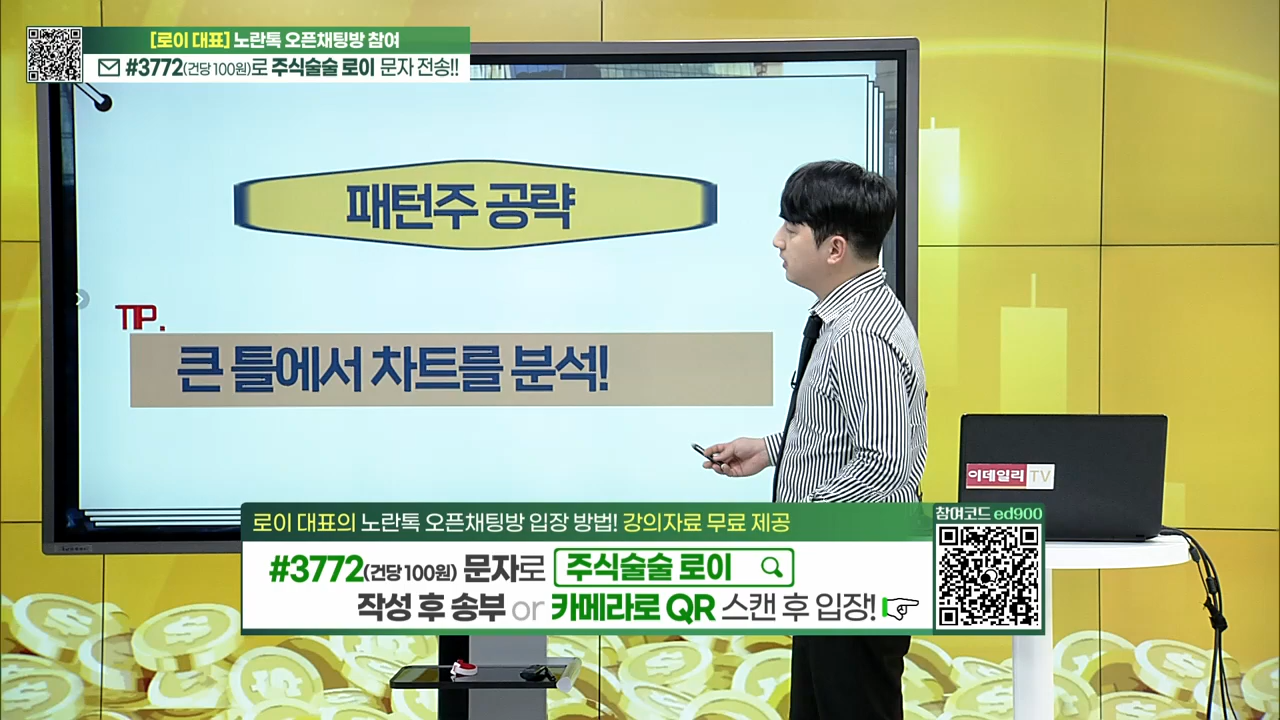 [로이 대표] 노란톡 오픈채팅방 참여
#3772(건당 100원)로 주식술술 로이 문자 전송!!
패턴주 공략
TIP.
큰 틀에서 차트를 분석!
이데일리 TV
로이 대표의 노란톡 오픈채팅방 입장 방법! 강의자료 무료 제공
참여코드 ed900
#3772(건당 100원) 문자로 주식술술 로이
작성 후 송부 or 카메라로 QR 스캔 후 입장!